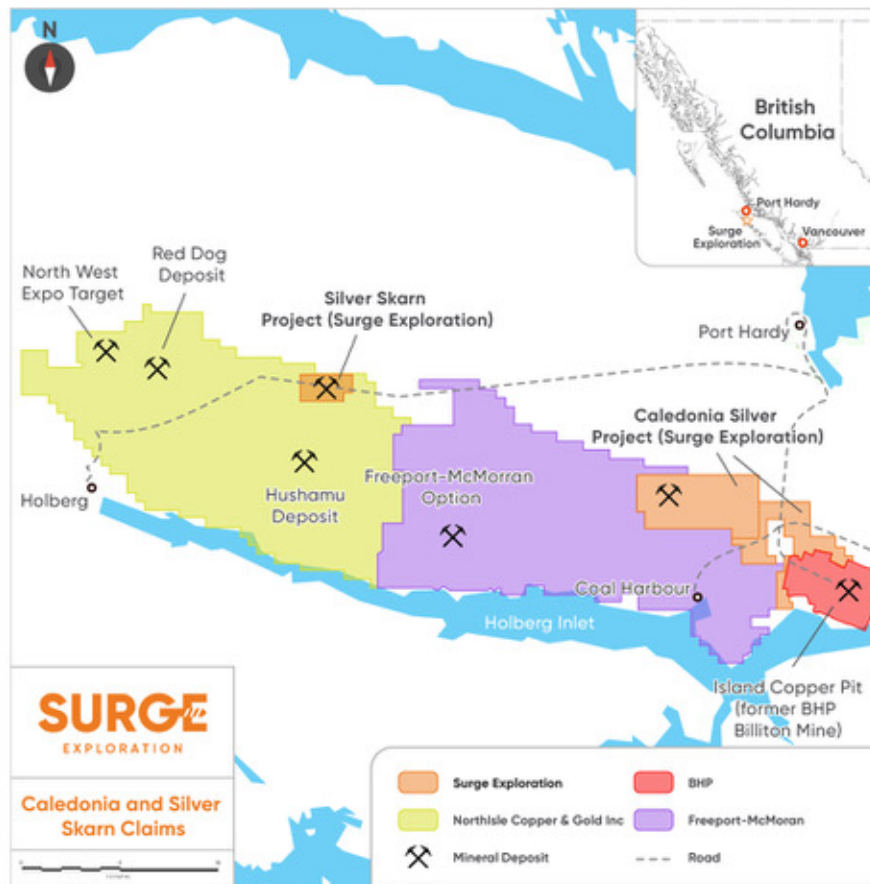 N
British
Columbia
Port Hardy
Surge
Exploration
Vancouver
North West
Expo Target
Red Dog
Deposit
Silver Skarn
Project (Surge Exploration)
Port Hardy
Caledonia Silver
Project (Surge Exploration)
Holberg
Hushamu
Deposit
Freeport-McMorran
Option
Coal Harbour
Holberg Inlet
Island Copper Pit
(former BHP
Billiton Mine)
SURGE
EXPLORATION
Caledonia and Silver
Skarn Claims
Surge Exploration
BHP
NorthIsle Copper & Gold Inc
Freeport-McMoran
Mineral Deposit
Road